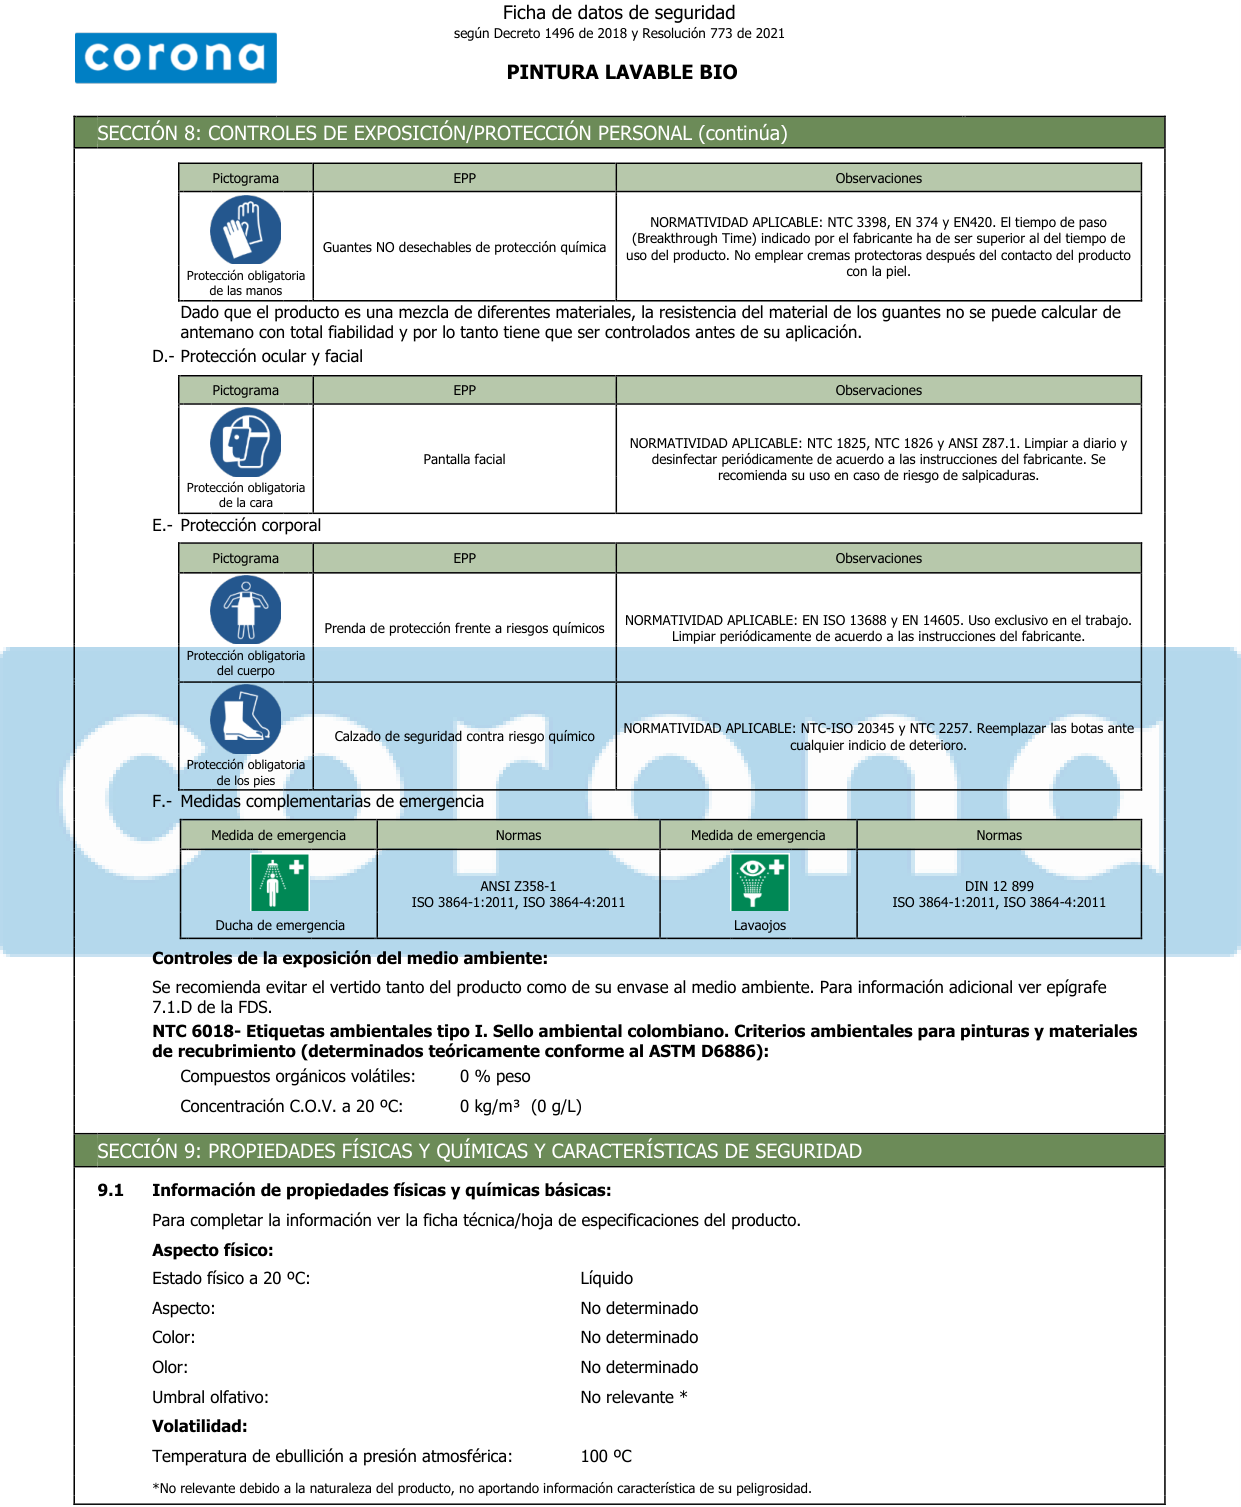 Ficha de datos de seguridad
según Decreto 1496 de 2018 y Resolución 773 de 2021
corona
PINTURA LAVABLE BIO
SECCIÓN 8: CONTROLES DE EXPOSICIÓN/PROTECCIÓN PERSONAL (continúa)
Pictograma EPP Observaciones
Protección obligatoria
de las manos
Guantes NO desechables de protección química
NORMATIVIDAD APLICABLE: NTC 3398, EN 374 y EN420. El tiempo de paso
(Breakthrough Time) indicado por el fabricante ha de ser superior al del tiempo de
uso del producto. No emplear cremas protectoras después del contacto del producto
con la piel.
Dado que el producto es una mezcla de diferentes materiales, la resistencia del material de los guantes no se puede calcular de
antemano con total fiabilidad y por lo tanto tiene que ser controlados antes de su aplicación.
D.- Protección ocular y facial
Pictograma EPP Observaciones
Protección obligatoria
de la cara
Pantalla facial
NORMATIVIDAD APLICABLE: NTC 1825, NTC 1826 y ANSI Z87.1. Limpiar a diario y
desinfectar periódicamente de acuerdo a las instrucciones del fabricante. Se
recomienda su uso en caso de riesgo de salpicaduras.
E.- Protección corporal
Pictograma EPP Observaciones
Protección obligatoria
del cuerpo
Prenda de protección frente a riesgos químicos
NORMATIVIDAD APLICABLE: EN ISO 13688 y EN 14605. Uso exclusivo en el trabajo.
Limpiar periódicamente de acuerdo a las instrucciones del fabricante.
Protección obligatoria
de los pies
Calzado de seguridad contra riesgo químico
NORMATIVIDAD APLICABLE: NTC-ISO 20345 y NTC 2257. Reemplazar las botas ante
cualquier indicio de deterioro.
corona
F.- Medidas complementarias de emergencia
Medida de emergencia Normas Medida de emergencia Normas
Ducha de emergencia
ANSI Z358-1
ISO 3864-1:2011, ISO 3864-4:2011
Lavaojos
DIN 12 899
ISO 3864-1:2011, ISO 3864-4:2011
Controles de la exposición del medio ambiente:
Se recomienda evitar el vertido tanto del producto como de su envase al medio ambiente. Para información adicional ver epígrafe
7.1.D de la FDS.
NTC 6018- Etiquetas ambientales tipo I. Sello ambiental colombiano. Criterios ambientales para pinturas y materiales
de recubrimiento (determinados teóricamente conforme al ASTM D6886):
Compuestos orgánicos volátiles: 0 % peso
Concentración C.O.V. a 20 ºC: 0 kg/m³ (0 g/L)
SECCIÓN 9: PROPIEDADES FÍSICAS Y QUÍMICAS Y CARACTERÍSTICAS DE SEGURIDAD
9.1 Información de propiedades físicas y químicas básicas:
Para completar la información ver la ficha técnica/hoja de especificaciones del producto.
Aspecto físico:
Estado físico a 20 ºC: Líquido
Aspecto: No determinado
Color: No determinado
Olor: No determinado
Umbral olfativo: No relevante *
Volatilidad:
Temperatura de ebullición a presión atmosférica: 100 ºC
*No relevante debido a la naturaleza del producto, no aportando información característica de su peligrosidad.